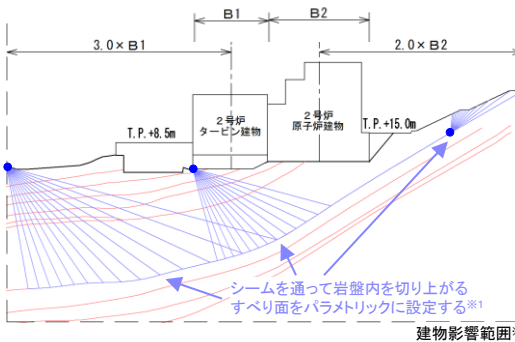 B1
B2
3.0×B1
2.0×B2
T.P.+8.5m
2号炉
タービン建物
2号炉
原子炉建物
T.P.+15.0m
シームを通って岩盤内を切り上がる
すべり面をパラメトリックに設定する※1
建物影響範囲